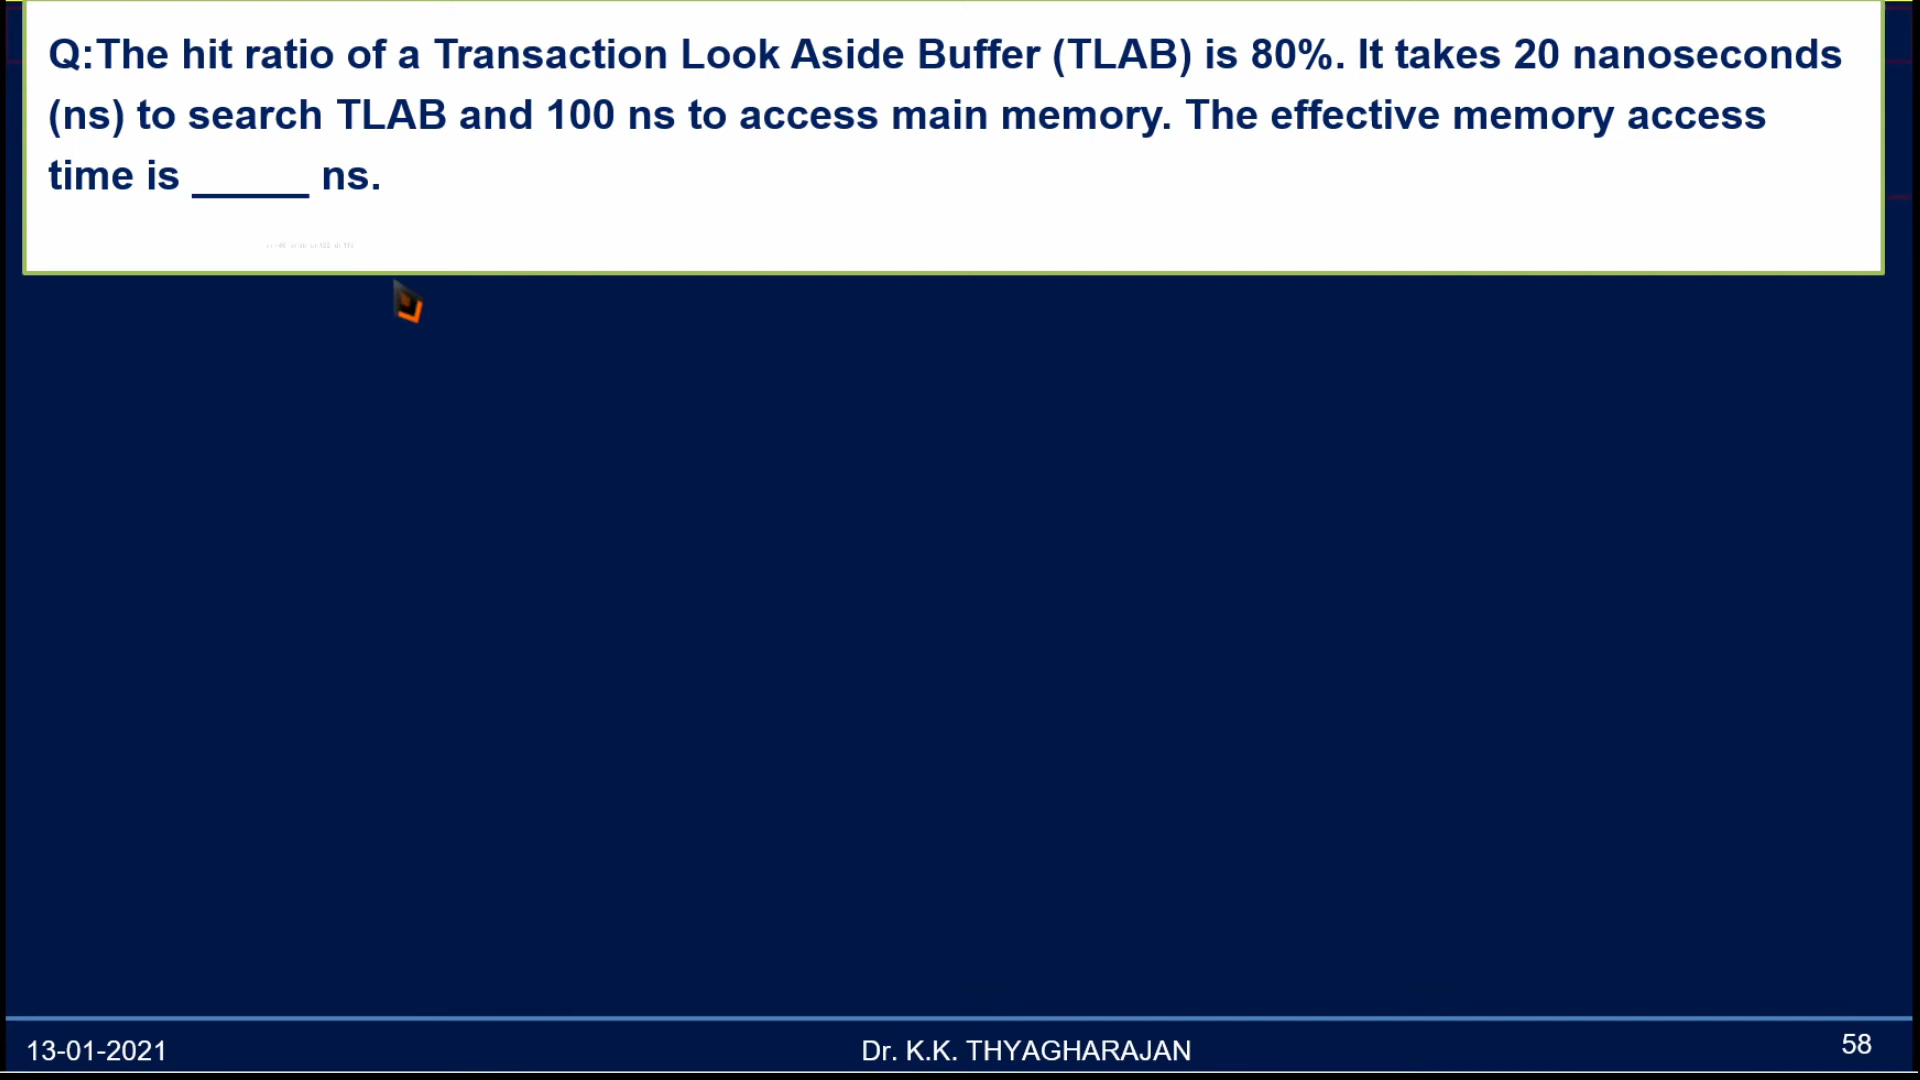 Q:The hit ratio of a Transaction Look Aside Buffer (TLAB) is 80%. It takes 20 nanoseconds
(ns) to search TLAB and 100 ns to access main memory. The effective memory access
time is _____ ns.
13-01-2021
Dr. K.K. THYAGHARAJAN
58